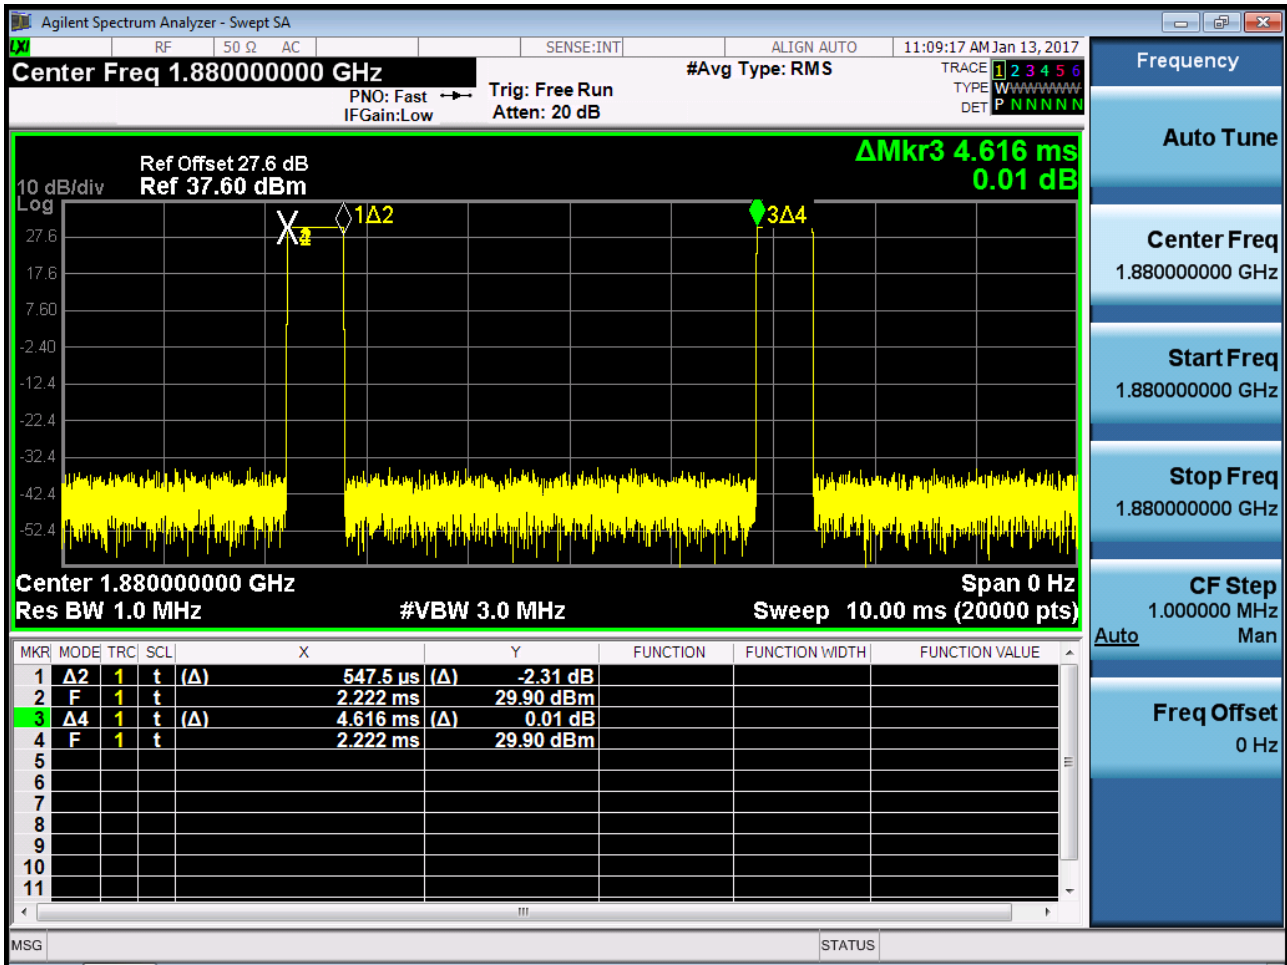 Agilent Spectrum Analyzer - Swept SA
LXI RF 50 Ω AC SENSE:INT ALIGN AUTO 11:09:17 AM Jan 13, 2017
Center Freq 1.880000000 GHz
PNO: Fast
IFGain:Low
Trig: Free Run
Atten: 20 dB
#Avg Type: RMS
TRACE 1 2 3 4 5 6
TYPE W W W W W W
DET P N N N N N
Ref Offset 27.6 dB
10 dB/div Ref 37.60 dBm
Log
ΔMkr3 4.616 ms
0.01 dB
1Δ2
3Δ4
27.6
17.6
7.60
-2.40
-12.4
-22.4
-32.4
-42.4
-52.4
Center 1.880000000 GHz Span 0 Hz
Res BW 1.0 MHz #VBW 3.0 MHz Sweep 10.00 ms (20000 pts)
MKR MODE TRC SCL X Y FUNCTION FUNCTION WIDTH FUNCTION VALUE
1 Δ2 1 t (Δ) 547.5 µs (Δ) -2.31 dB
2 F 1 t 2.222 ms 29.90 dBm
3 Δ4 1 t (Δ) 4.616 ms (Δ) 0.01 dB
4 F 1 t 2.222 ms 29.90 dBm
5
6
7
8
9
10
11
MSG STATUS
Frequency
Auto Tune
Center Freq
1.880000000 GHz
Start Freq
1.880000000 GHz
Stop Freq
1.880000000 GHz
CF Step
1.000000 MHz
Auto Man
Freq Offset
0 Hz